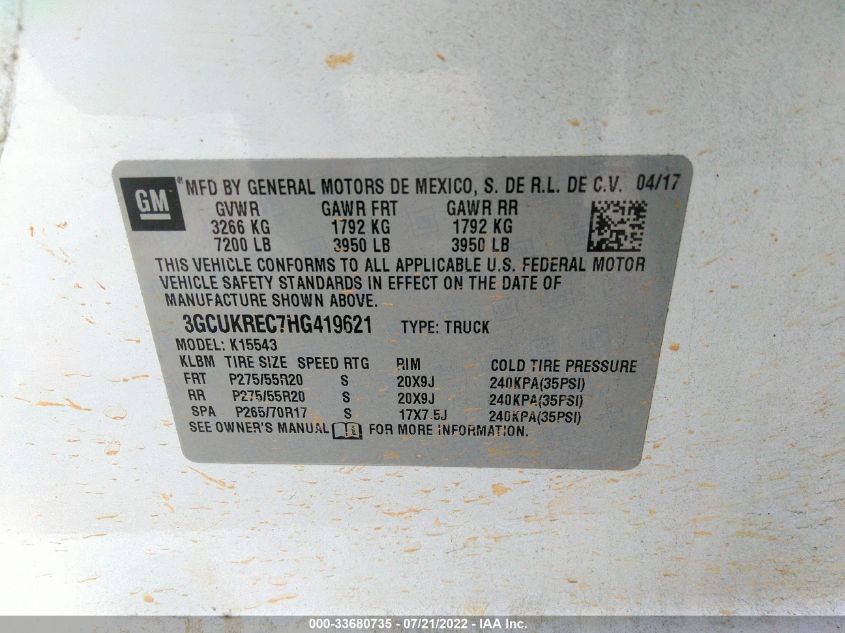 GM
MFD BY GENERAL MOTORS DE MEXICO, S. DE R.L. DE C.V. 04/17
GVWR GAWR FRT GAWR RR
3266 KG 1792 KG 1792 KG
7200 LB 3950 LB 3950 LB
THIS VEHICLE CONFORMS TO ALL APPLICABLE U.S. FEDERAL MOTOR
VEHICLE SAFETY STANDARDS IN EFFECT ON THE DATE OF
MANUFACTURE SHOWN ABOVE.
3GCUKREC7HG419621 TYPE: TRUCK
MODEL: K15543
KLBM TIRE SIZE SPEED RTG RIM COLD TIRE PRESSURE
FRT P275/55R20 S 20X9J 240KPA(35PSI)
RR P275/55R20 S 20X9J 240KPA(35PSI)
SPA P265/70R17 S 17X7.5J 240KPA(35PSI)
SEE OWNER'S MANUAL FOR MORE INFORMATION.
000-33680735 - 07/21/2022 - IAA Inc.